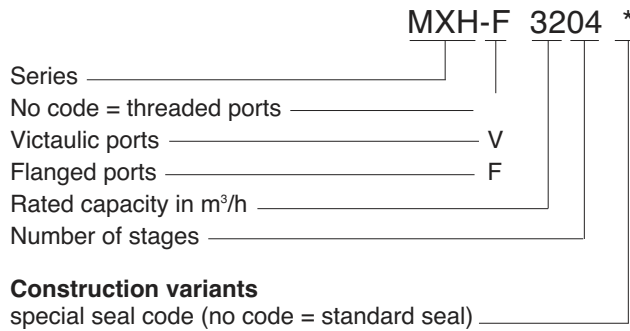 MXH-F 3204 *
Series
No code = threaded ports
Victaulic ports V
Flanged ports F
Rated capacity in m³/h
Number of stages
Construction variants
special seal code (no code = standard seal)